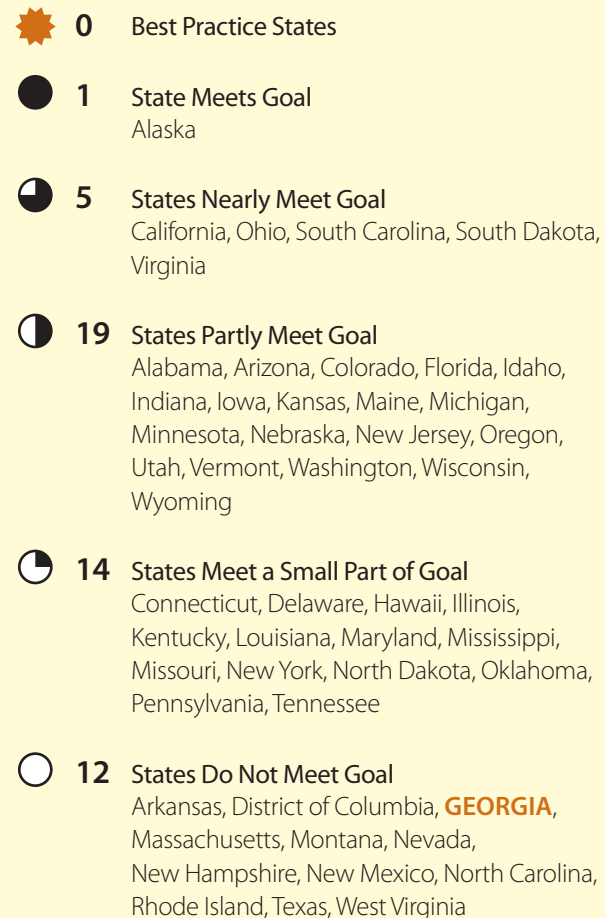 0 Best Practice States
1 State Meets Goal
Alaska
5 States Nearly Meet Goal
California, Ohio, South Carolina, South Dakota,
Virginia
19 States Partly Meet Goal
Alabama, Arizona, Colorado, Florida, Idaho,
Indiana, Iowa, Kansas, Maine, Michigan,
Minnesota, Nebraska, New Jersey, Oregon,
Utah, Vermont, Washington, Wisconsin,
Wyoming
14 States Meet a Small Part of Goal
Connecticut, Delaware, Hawaii, Illinois,
Kentucky, Louisiana, Maryland, Mississippi,
Missouri, New York, North Dakota, Oklahoma,
Pennsylvania, Tennessee
12 States Do Not Meet Goal
Arkansas, District of Columbia, GEORGIA,
Massachusetts, Montana, Nevada,
New Hampshire, New Mexico, North Carolina,
Rhode Island, Texas, West Virginia